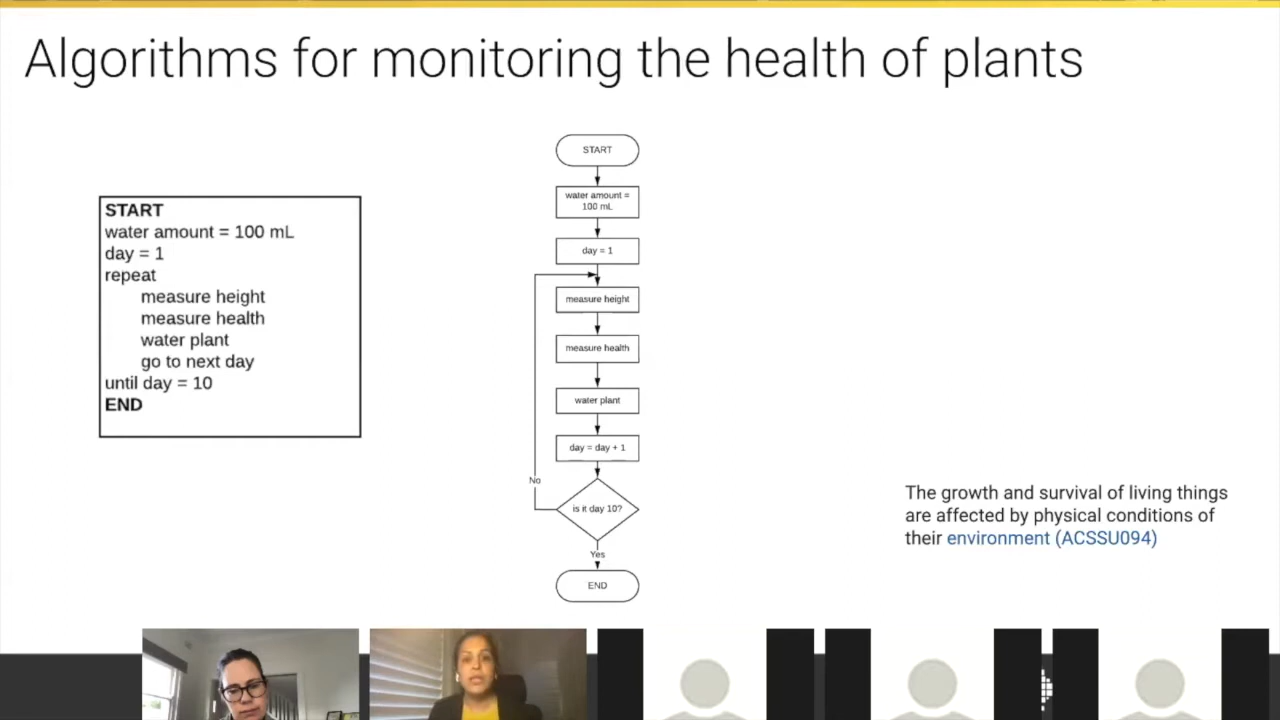 Algorithms for monitoring the health of plants
START
water amount = 100 mL
day = 1
repeat
measure height
measure health
water plant
go to next day
until day = 10
END
START
water amount =
100 mL
day = 1
measure height
measure health
water plant
day = day + 1
No
is it day 10?
Yes
END
The growth and survival of living things
are affected by physical conditions of
their environment (ACSSU094)